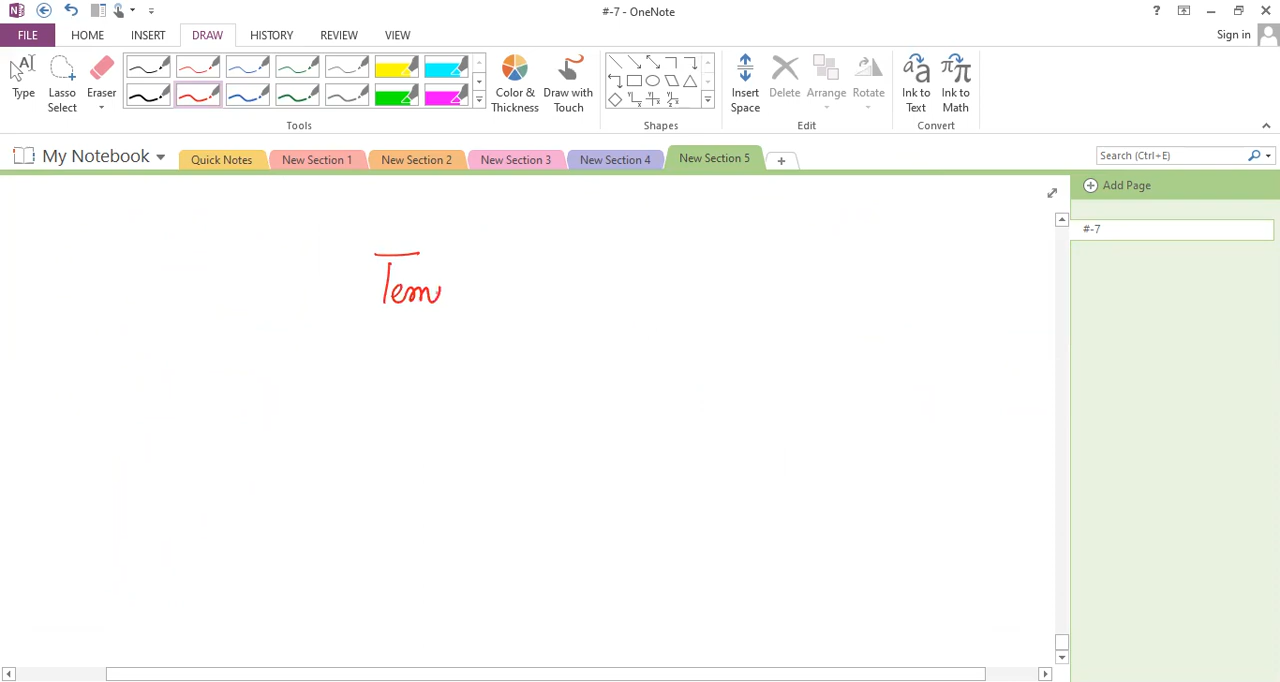 #-7 - OneNote
?
Sign in
FILE HOME INSERT DRAW HISTORY REVIEW VIEW
Type
Lasso Select
Eraser
Color & Thickness
Draw with Touch
Insert Space
Delete
Arrange
Rotate
Ink to Text
Ink to Math
Tools Shapes Edit Convert
My Notebook Quick Notes New Section 1 New Section 2 New Section 3 New Section 4 New Section 5 +
Search (Ctrl+E)
Add Page
#-7
Tem